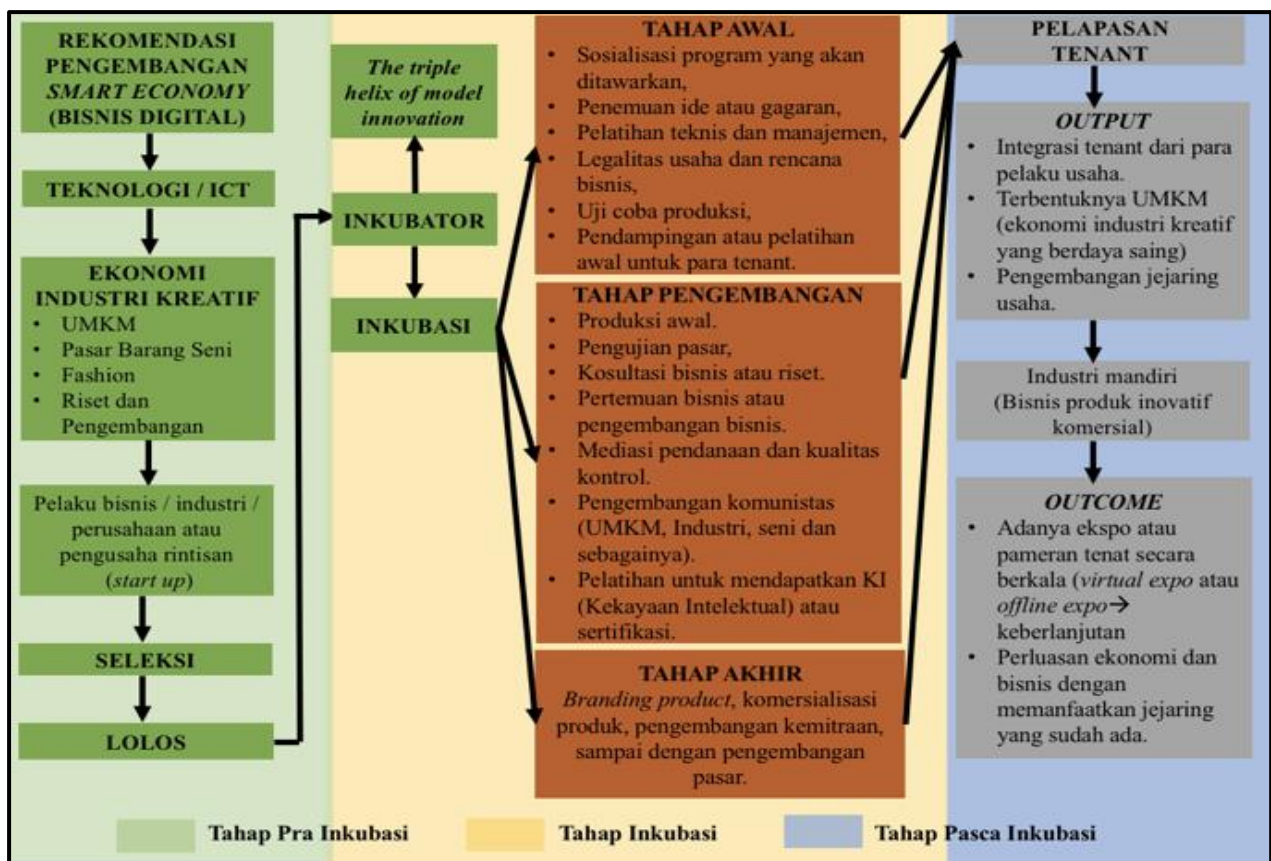 REKOMENDASI
PENGEMBANGAN
SMART ECONOMY
(BISNIS DIGITAL)
TEKNOLOGI / ICT
EKONOMI
INDUSTRI KREATIF
• UMKM
• Pasar Barang Seni
• Fashion
• Riset dan
Pengembangan
Pelaku bisnis / industri /
perusahaan atau
pengusaha rintisan
(start up)
SELEKSI
LOLOS
The triple
helix of model
innovation
INKUBATOR
INKUBASI
TAHAP AWAL
• Sosialisasi program yang akan
ditawarkan,
• Penemuan ide atau gagaran,
• Pelatihan teknis dan manajemen,
• Legalitas usaha dan rencana
bisnis,
• Uji coba produksi,
• Pendampingan atau pelatihan
awal untuk para tenant.
TAHAP PENGEMBANGAN
• Produksi awal.
• Pengujian pasar,
• Kosultasi bisnis atau riset.
• Pertemuan bisnis atau
pengembangan bisnis.
• Mediasi pendanaan dan kualitas
kontrol.
• Pengembangan komunistas
(UMKM, Industri, seni dan
sebagainya).
• Pelatihan untuk mendapatkan KI
(Kekayaan Intelektual) atau
sertifikasi.
TAHAP AKHIR
Branding product, komersialisasi
produk, pengembangan kemitraan,
sampai dengan pengembangan
pasar.
PELAPASAN
TENANT
OUTPUT
• Integrasi tenant dari para
pelaku usaha.
• Terbentuknya UMKM
(ekonomi industri kreatif
yang berdaya saing)
• Pengembangan jejaring
usaha.
Industri mandiri
(Bisnis produk inovatif
komersial)
OUTCOME
• Adanya ekspo atau
pameran tenat secara
berkala (virtual expo atau
offline expo→
keberlanjutan
• Perluasan ekonomi dan
bisnis dengan
memanfaatkan jejaring
yang sudah ada.
Tahap Pra Inkubasi
Tahap Inkubasi
Tahap Pasca Inkubasi